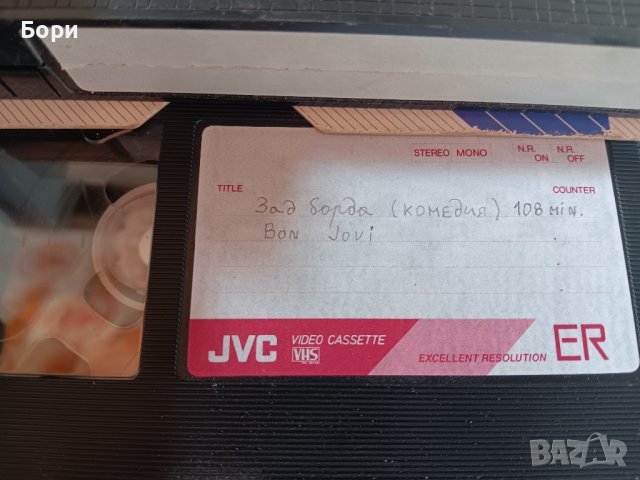 Бори
STEREO MONO N.R. ON N.R. OFF
TITLE COUNTER
Зад борда (комедия) 108 min.
Bon Jovi
JVC VIDEO CASSETTE VHS EXCELLENT RESOLUTION ER
BAZAR